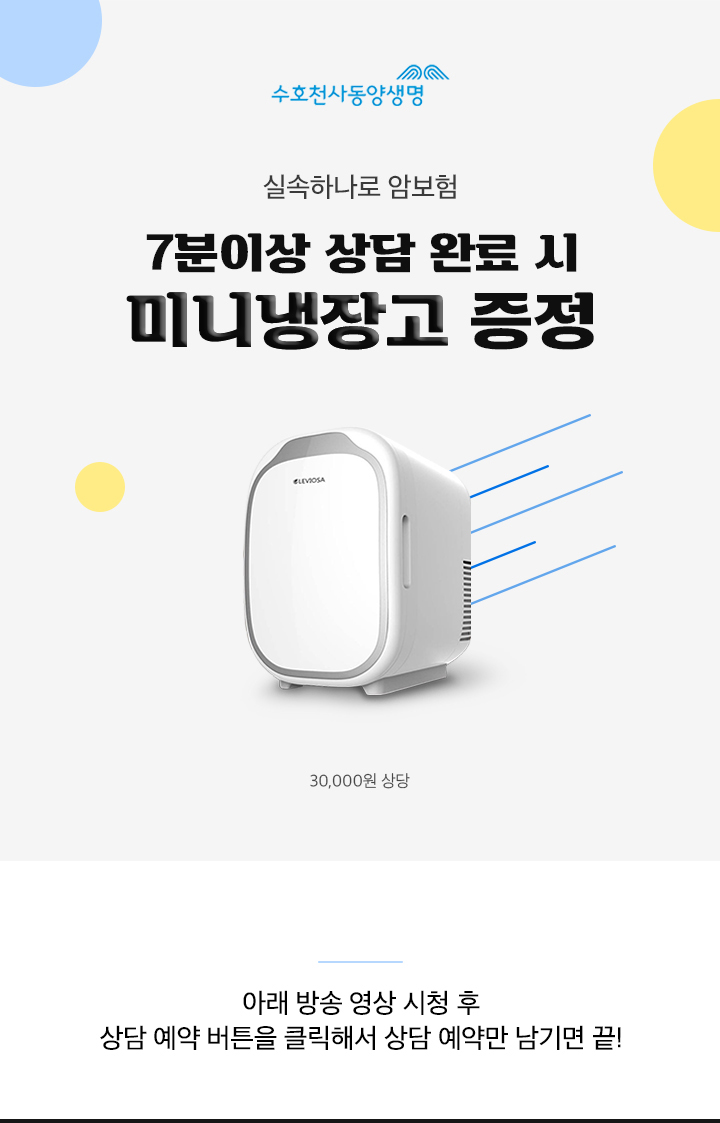 수호천사동양생명
실속하나로 암보험
7분이상 상담 완료 시
미니냉장고 증정
LEVIOSA
30,000원 상당
아래 방송 영상 시청 후
상담 예약 버튼을 클릭해서 상담 예약만 남기면 끝!